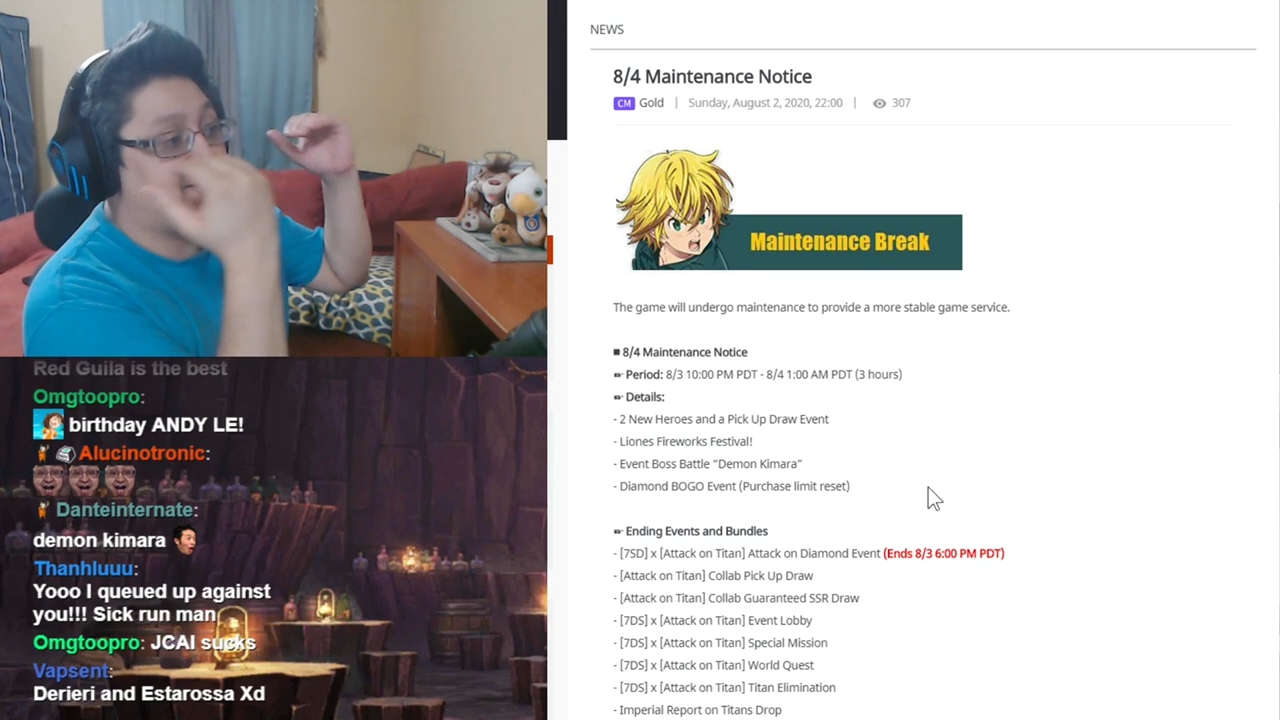 Red Guila is the best
Omgtoopro:
birthday ANDY LE!
Alucinotronic:
Danteinternate:
demon kimara
Thanhluuu:
Yooo I queued up against
you!!! Sick run man
Omgtoopro: JCAI sucks
Vapsent:
Derieri and Estarossa Xd
NEWS
8/4 Maintenance Notice
CM Gold | Sunday, August 2, 2020, 22:00 | 307
Maintenance Break
The game will undergo maintenance to provide a more stable game service.
■ 8/4 Maintenance Notice
☛ Period: 8/3 10:00 PM PDT - 8/4 1:00 AM PDT (3 hours)
☛ Details:
- 2 New Heroes and a Pick Up Draw Event
- Liones Fireworks Festival!
- Event Boss Battle "Demon Kimara"
- Diamond BOGO Event (Purchase limit reset)
☛ Ending Events and Bundles
- [7SD] x [Attack on Titan] Attack on Diamond Event (Ends 8/3 6:00 PM PDT)
- [Attack on Titan] Collab Pick Up Draw
- [Attack on Titan] Collab Guaranteed SSR Draw
- [7DS] x [Attack on Titan] Event Lobby
- [7DS] x [Attack on Titan] Special Mission
- [7DS] x [Attack on Titan] World Quest
- [7DS] x [Attack on Titan] Titan Elimination
- Imperial Report on Titans Drop